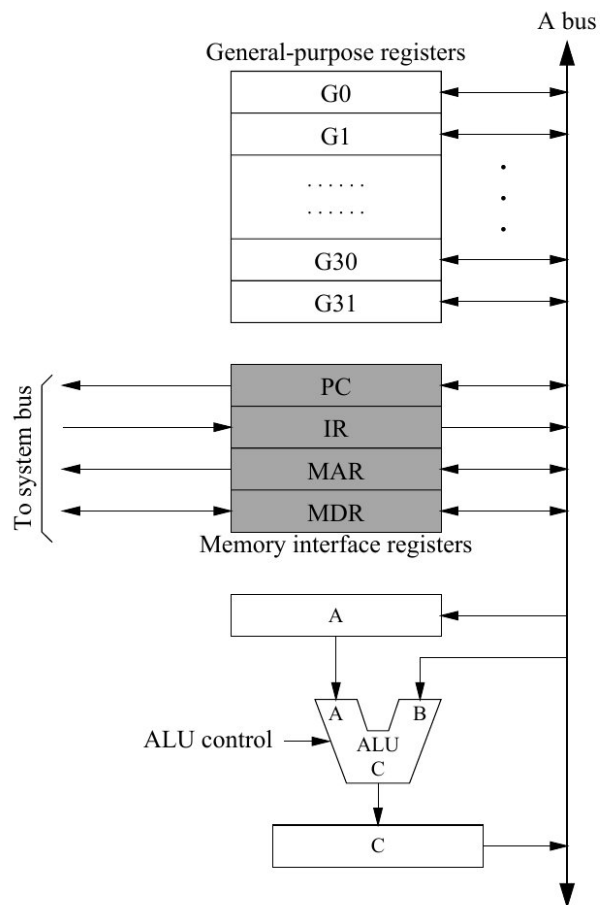 A bus
General-purpose registers
G0
G1
......
......
G30
G31
To system bus
PC
IR
MAR
MDR
Memory interface registers
A
A B
ALU control
ALU
C
C